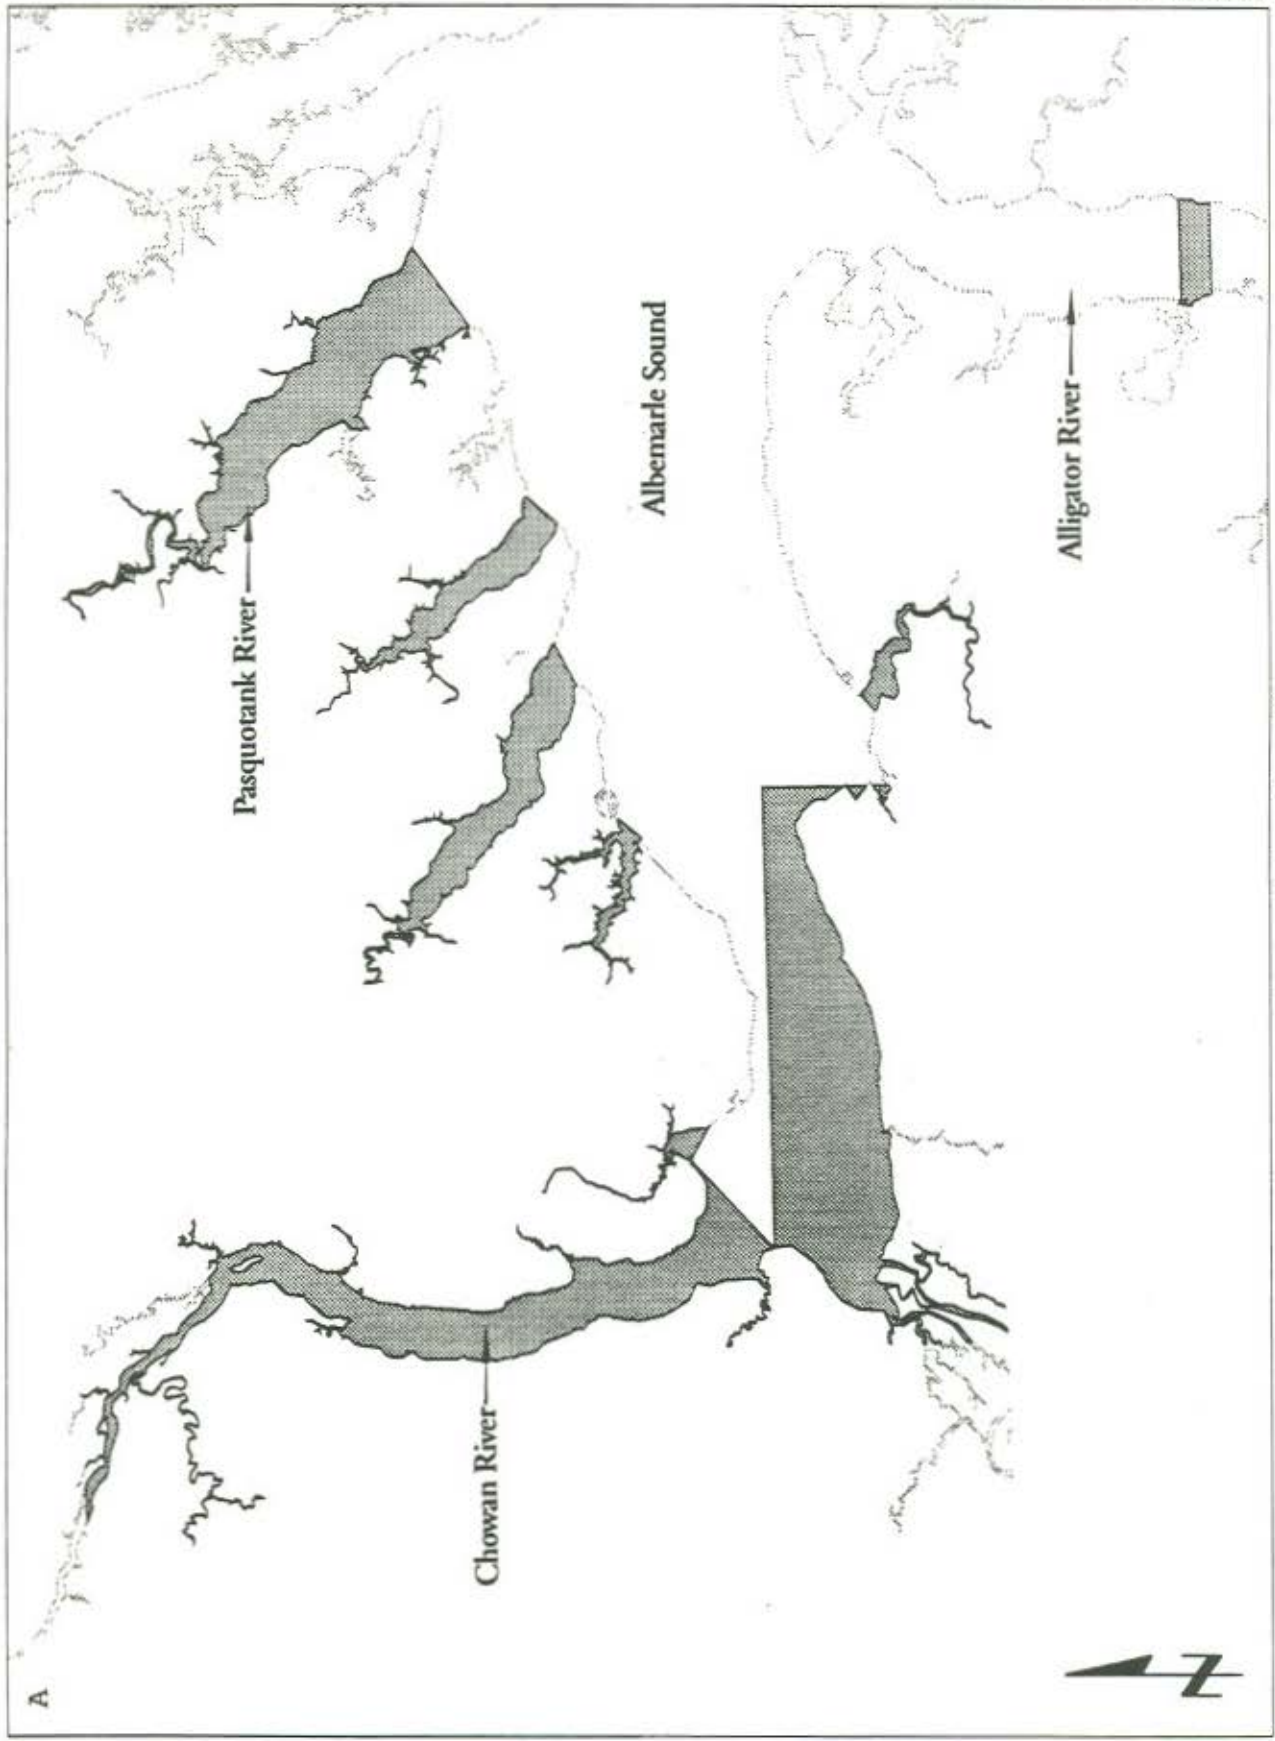 A
Pasquotank River
Albemarle Sound
Chowan River
Alligator River
N